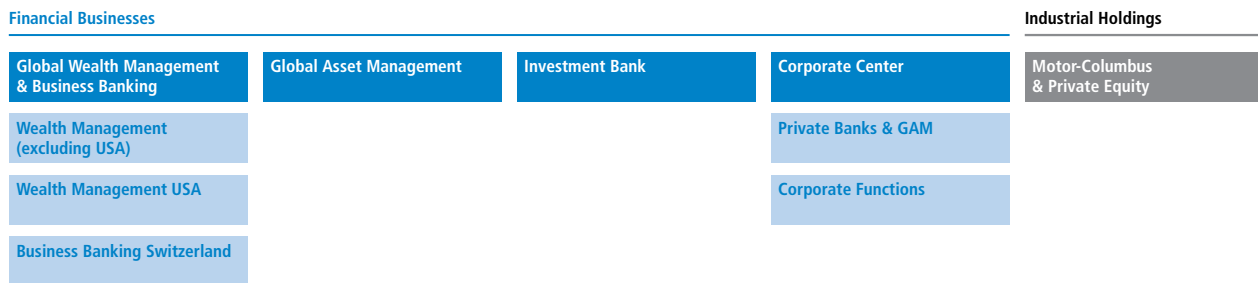 Financial Businesses
Industrial Holdings
Global Wealth Management
& Business Banking
Global Asset Management
Investment Bank
Corporate Center
Motor-Columbus
& Private Equity
Wealth Management
(excluding USA)
Private Banks & GAM
Wealth Management USA
Corporate Functions
Business Banking Switzerland